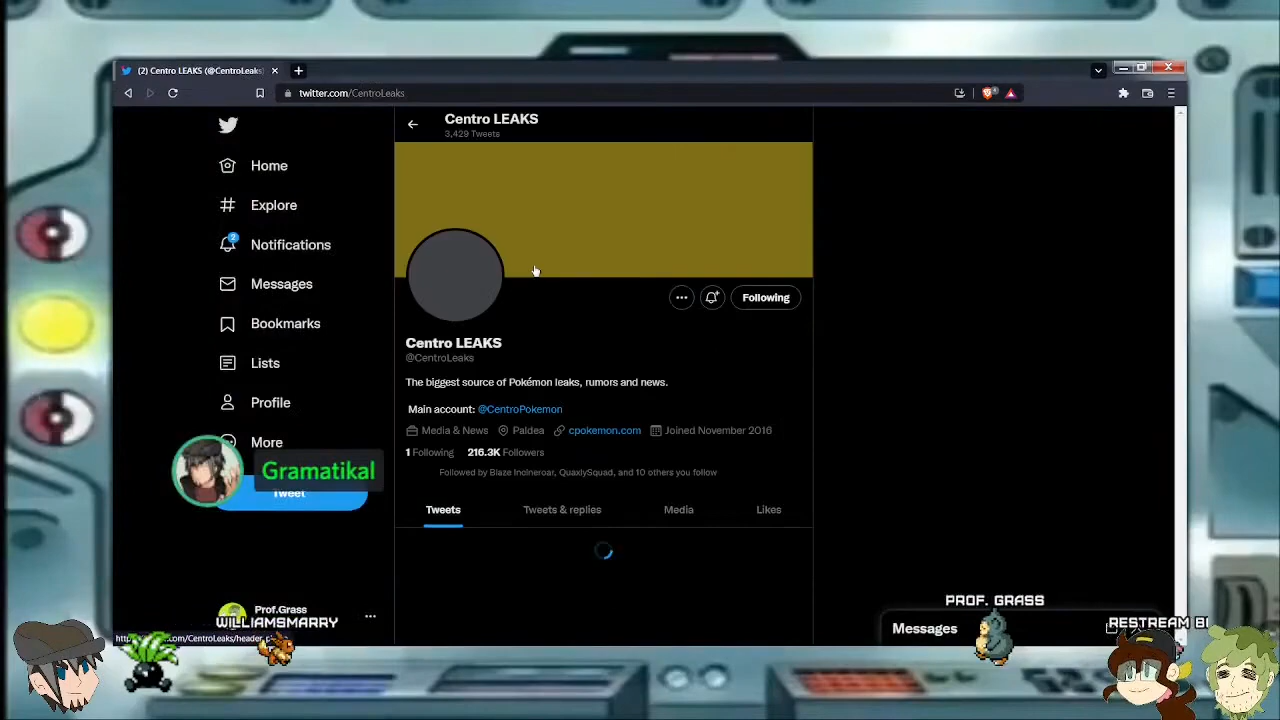 (2) Centro LEAKS (@CentroLeaks)
twitter.com/CentroLeaks
Centro LEAKS
3,429 Tweets
Home
Explore
2
Notifications
Messages
Bookmarks
Lists
Profile
More
Gramatikal
Tweet
Following
Centro LEAKS
@CentroLeaks
The biggest source of Pokémon leaks, rumors and news.
Main account: @CentroPokemon
Media & News Paldea cpokemon.com Joined November 2016
1 Following 216.3K Followers
Followed by Blaze Incineroar, QuaxlySquad, and 10 others you follow
Tweets Tweets & replies Media Likes
Prof.Grass
WILLIAMSMARRY
PROF. GRASS
Messages
RESTREAM